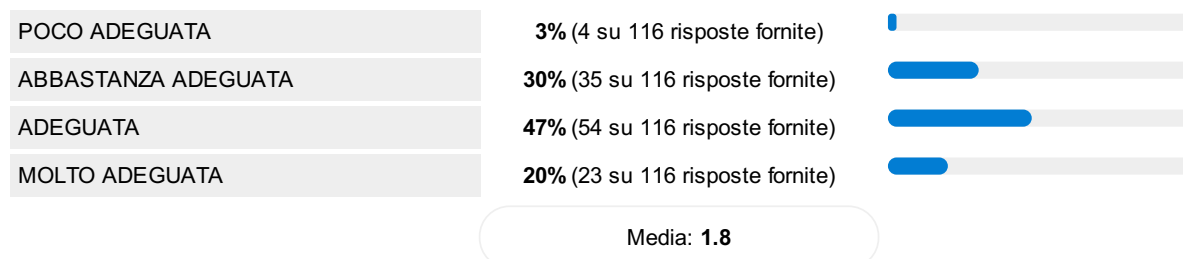 POCO ADEGUATA 3% (4 su 116 risposte fornite)
ABBASTANZA ADEGUATA 30% (35 su 116 risposte fornite)
ADEGUATA 47% (54 su 116 risposte fornite)
MOLTO ADEGUATA 20% (23 su 116 risposte fornite)
Media: 1.8